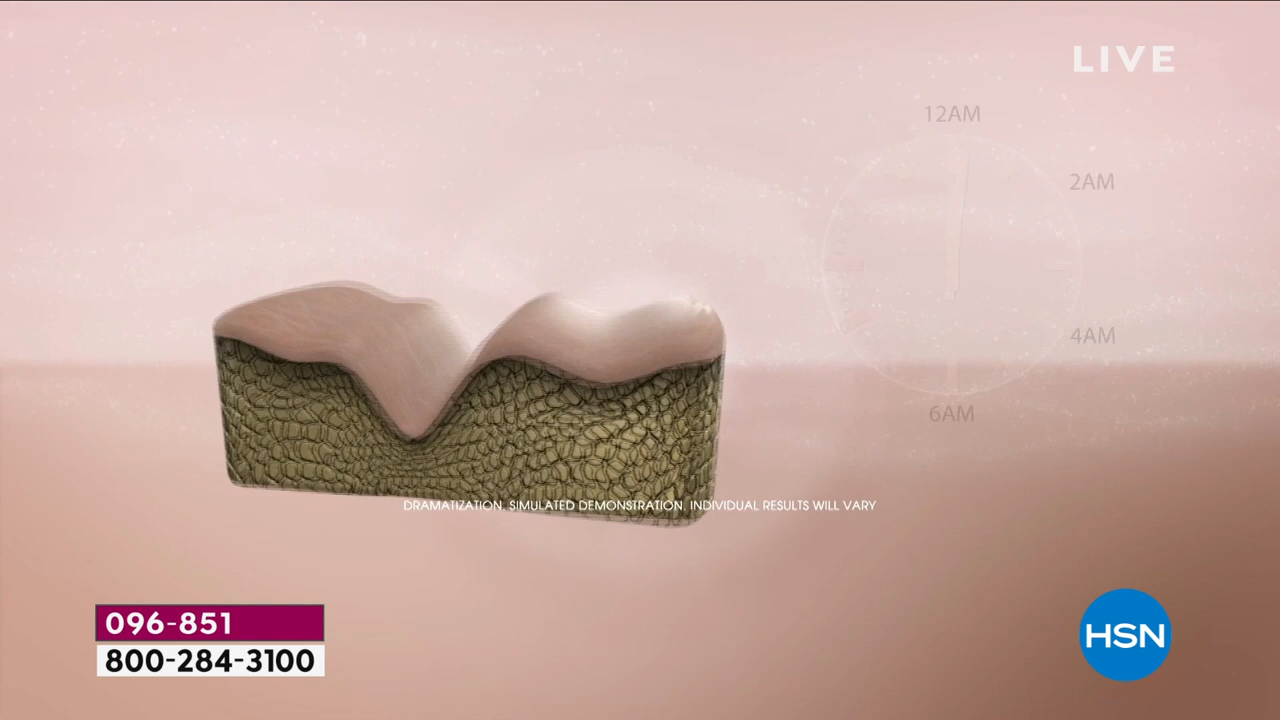 LIVE
12AM
2AM
4AM
6AM
DRAMATIZATION. SIMULATED DEMONSTRATION. INDIVIDUAL RESULTS WILL VARY
096-851
800-284-3100
HSN